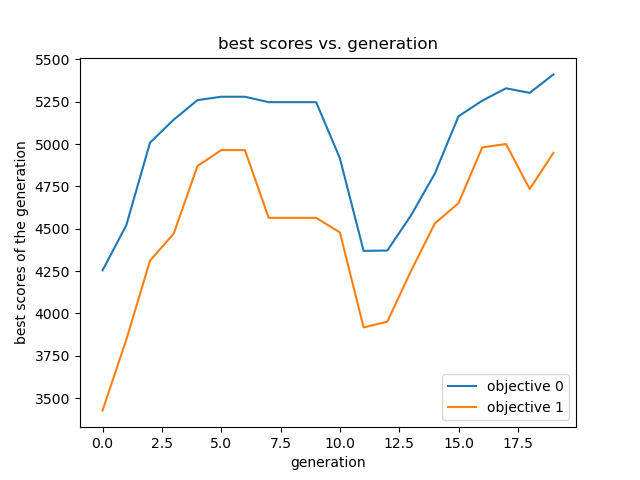 best scores vs. generation
best scores of the generation
5500
5250
5000
4750
4500
4250
4000
3750
3500
0.0 2.5 5.0 7.5 10.0 12.5 15.0 17.5
generation
objective 0
objective 1